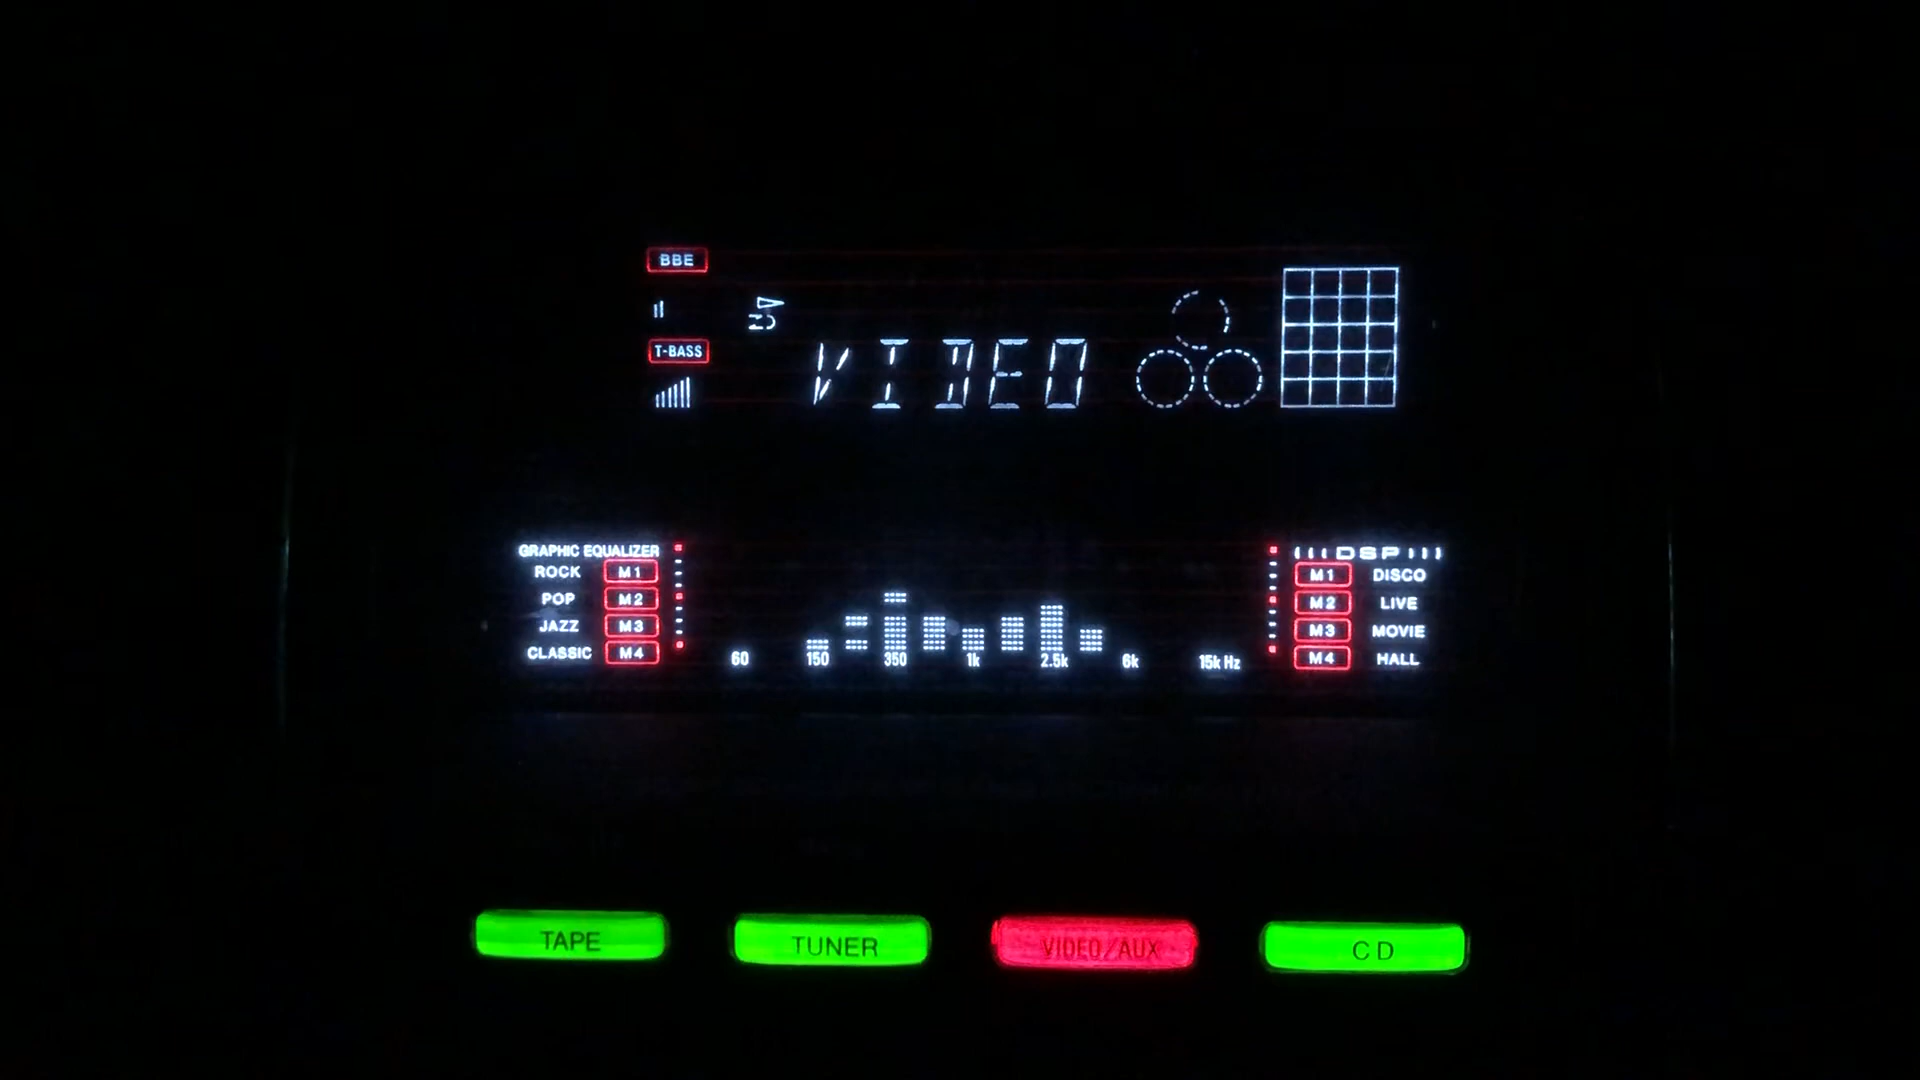 BBE
T-BASS
VIDEO
GRAPHIC EQUALIZER
ROCK M1
POP M2
JAZZ M3
CLASSIC M4
60 150 350 1k 2.5k 6k 15k Hz
DSP
M1 DISCO
M2 LIVE
M3 MOVIE
M4 HALL
TAPE TUNER VIDEO/AUX CD